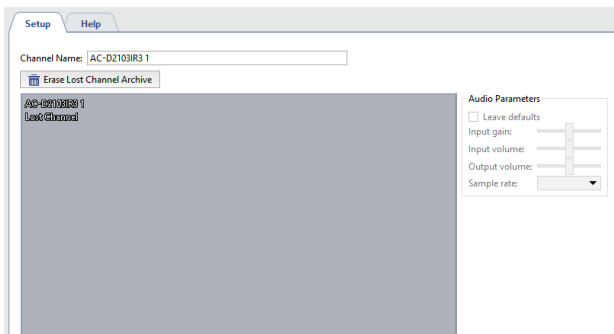 Setup Help
Channel Name: AC-D2103IR3 1
Erase Lost Channel Archive
AC-D2103IR3 1
Lost Channel
Audio Parameters
Leave defaults
Input gain:
Input volume:
Output volume:
Sample rate: